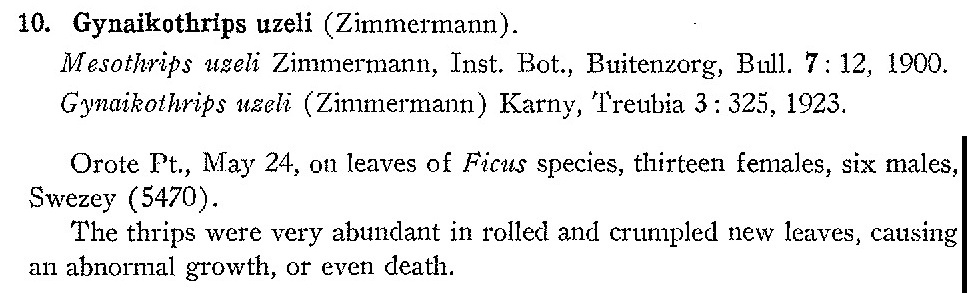 10. Gynaikothrips uzeli (Zimmermann).
Mesothrips uzeli Zimmermann, Inst. Bot., Buitenzorg, Bull. 7: 12, 1900.
Gynaikothrips uzeli (Zimmermann) Karny, Treubia 3: 325, 1923.
Orote Pt., May 24, on leaves of Ficus species, thirteen females, six males,
Swezey (5470).
The thrips were very abundant in rolled and crumpled new leaves, causing
an abnormal growth, or even death.